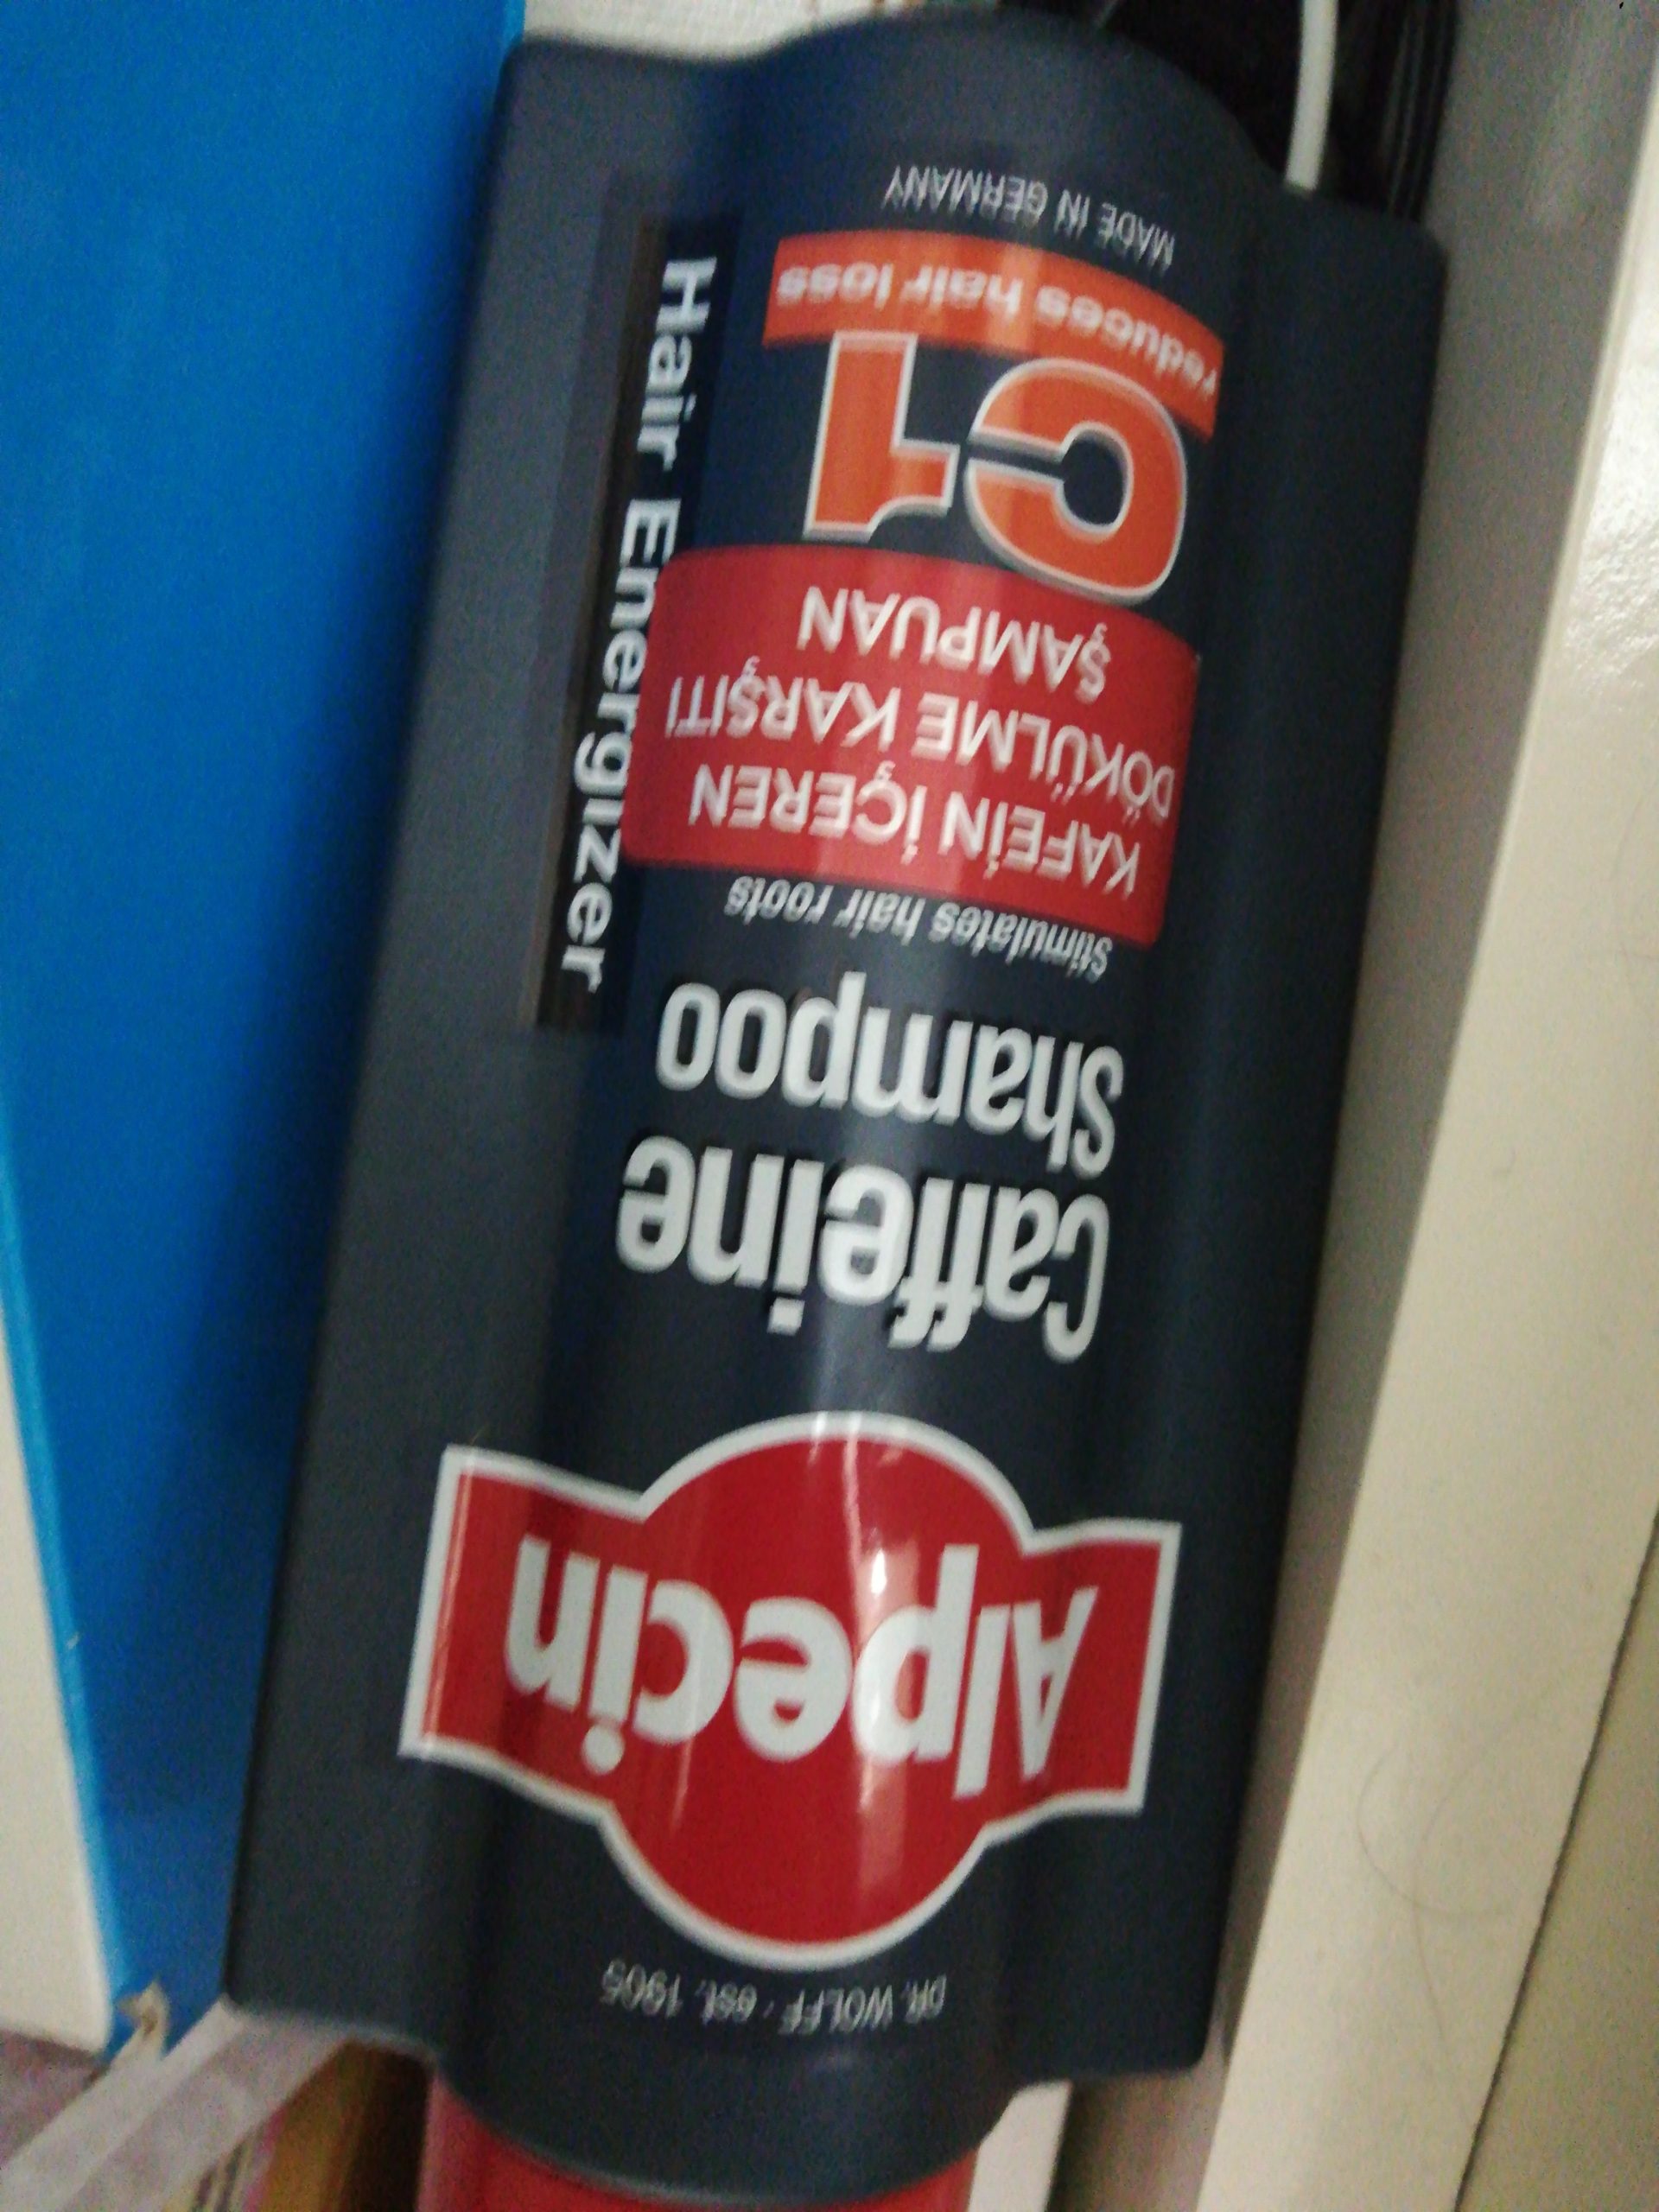 DR. WOLFF · est. 1905
Alpecin
Caffeine
Shampoo
Stimulates hair roots
KAFEİN İÇEREN
DÖKÜLME KARŞITI
ŞAMPUAN
C1
reduces hair loss
MADE IN GERMANY
Hair Energizer